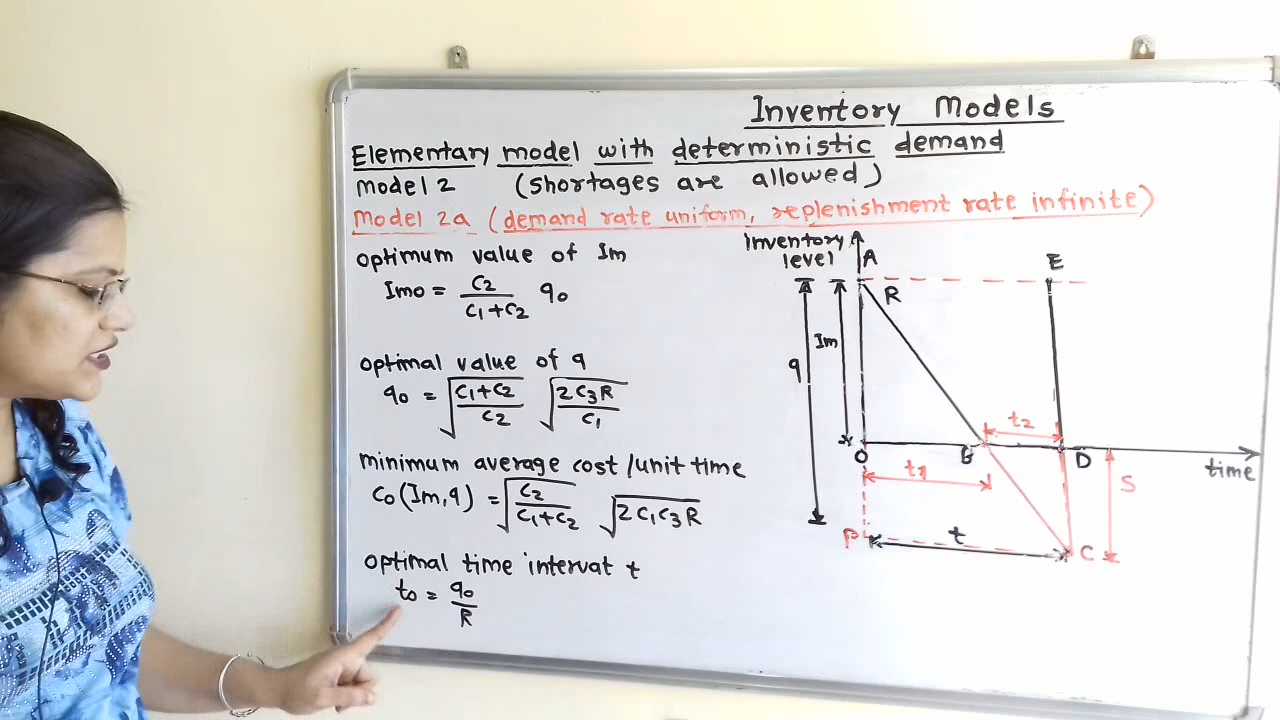 Inventory Models
Elementary model with deterministic demand
model 2 (shortages are allowed)
Model 2a (demand rate uniform, replenishment rate infinite)
optimum value of Im
Imo = C2/(C1+C2) q0
optimal value of q
q0 = √((C1+C2)/C2) √(2C3R/C1)
minimum average cost/unit time
C0(Im,q) = √(C2/(C1+C2)) √(2C1C3R)
optimal time interval t
t0 = q0/R
Inventory
level
A
E
R
Im
q
t2
O
B
D
time
t1
S
P
t
C